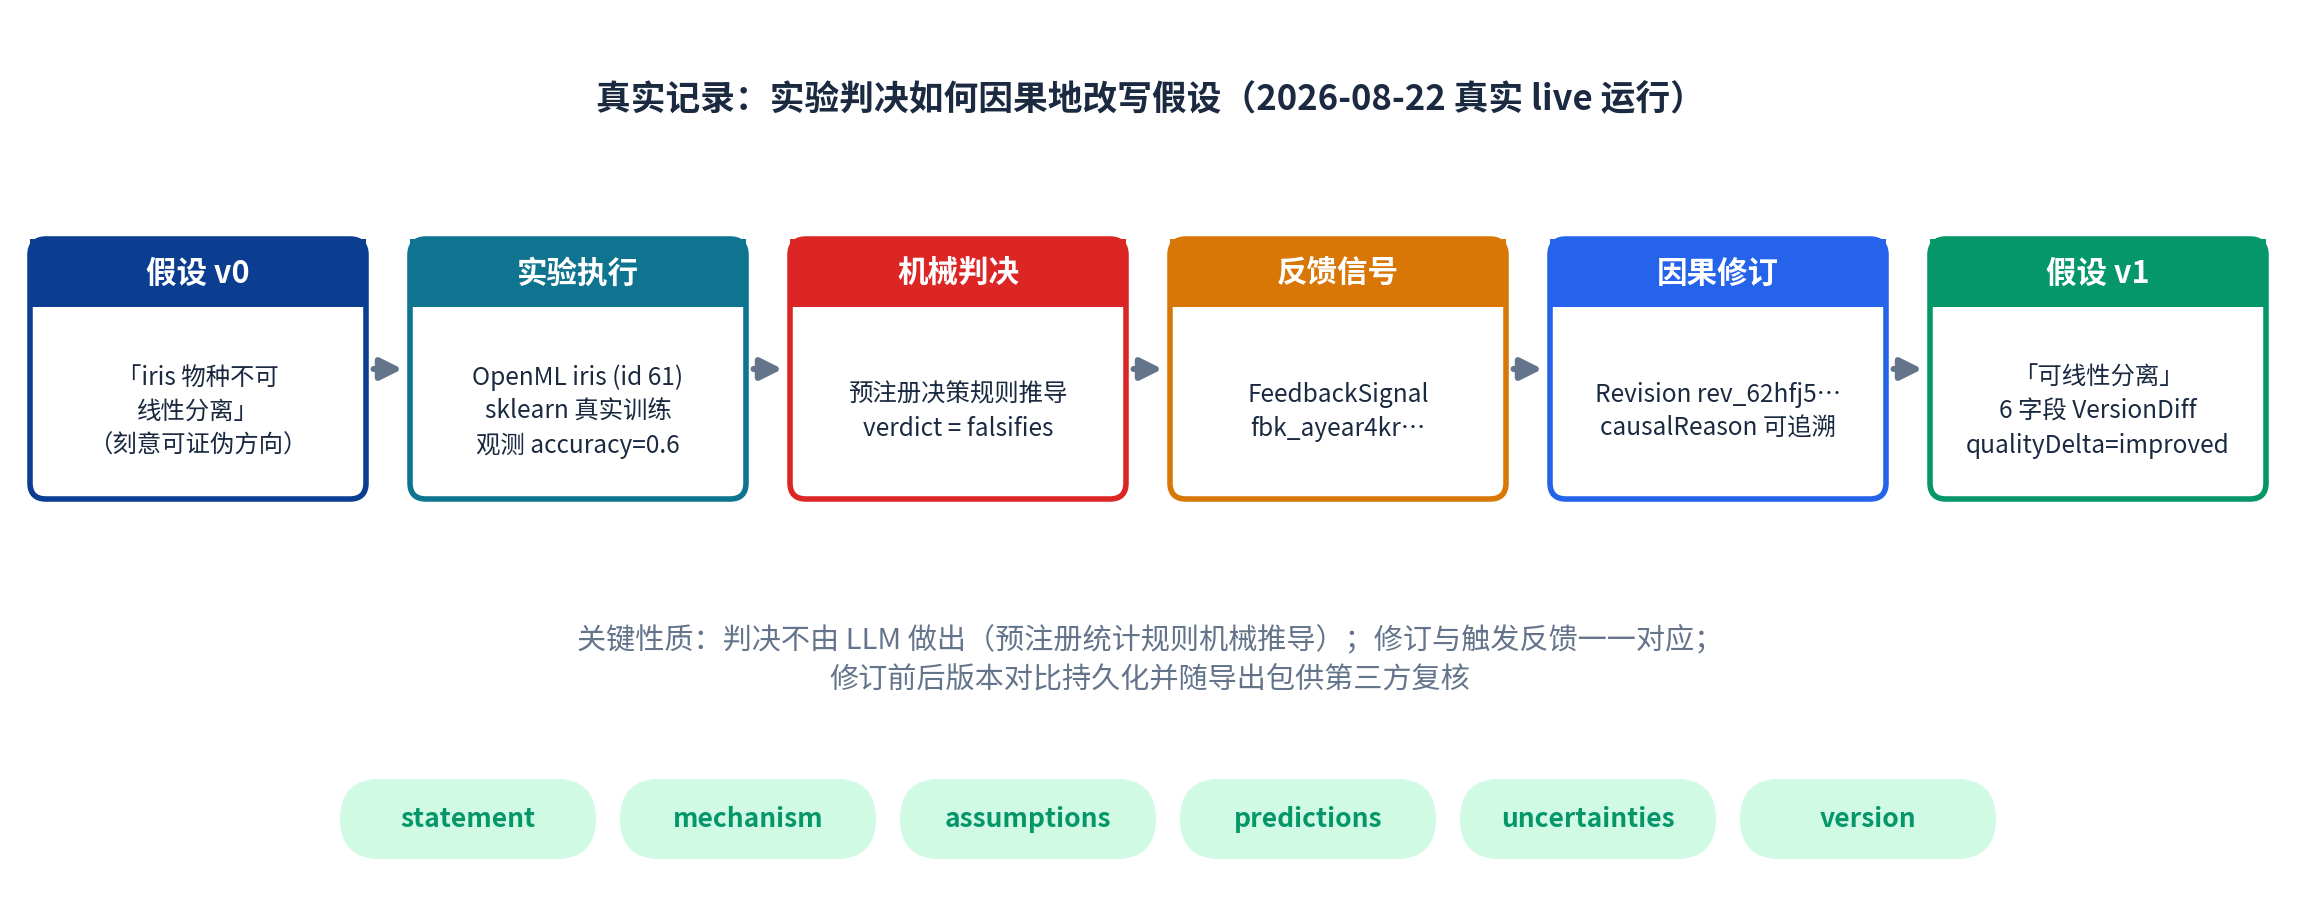 真实记录：实验判决如何因果地改写假设（2026-08-22 真实 live 运行）
假设 v0
「iris 物种不可
线性分离」
（刻意可证伪方向）
实验执行
OpenML iris (id 61)
sklearn 真实训练
观测 accuracy=0.6
机械判决
预注册决策规则推导
verdict = falsifies
反馈信号
FeedbackSignal
fbk_ayear4kr⋯
因果修订
Revision rev_62hfj5⋯
causalReason 可追溯
假设 v1
「可线性分离」
6 字段 VersionDiff
qualityDelta=improved
关键性质：判决不由 LLM 做出（预注册统计规则机械推导）；修订与触发反馈一一对应；
修订前后版本对比持久化并随导出包供第三方复核
statement
mechanism
assumptions
predictions
uncertainties
version